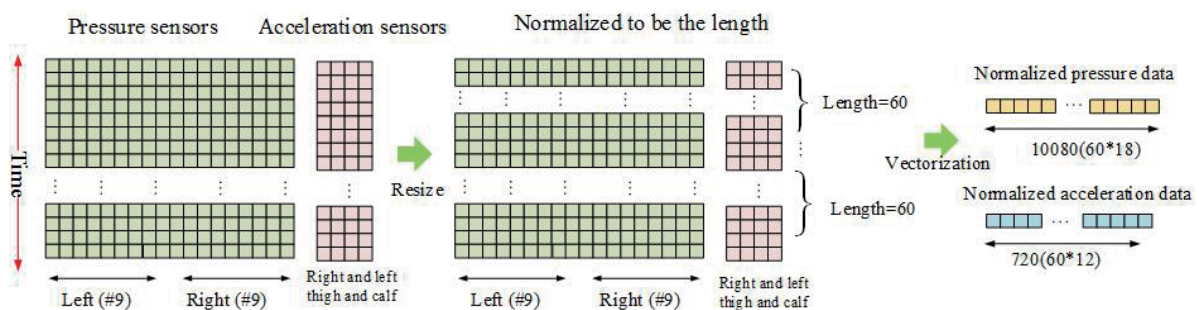 Pressure sensors
Acceleration sensors
Normalized to be the length
Time
Left (#9)
Right (#9)
Right and left
thigh and calf
Resize
Left (#9)
Right (#9)
Right and left
thigh and calf
Length=60
Length=60
Vectorization
Normalized pressure data
10080(60*18)
Normalized acceleration data
720(60*12)